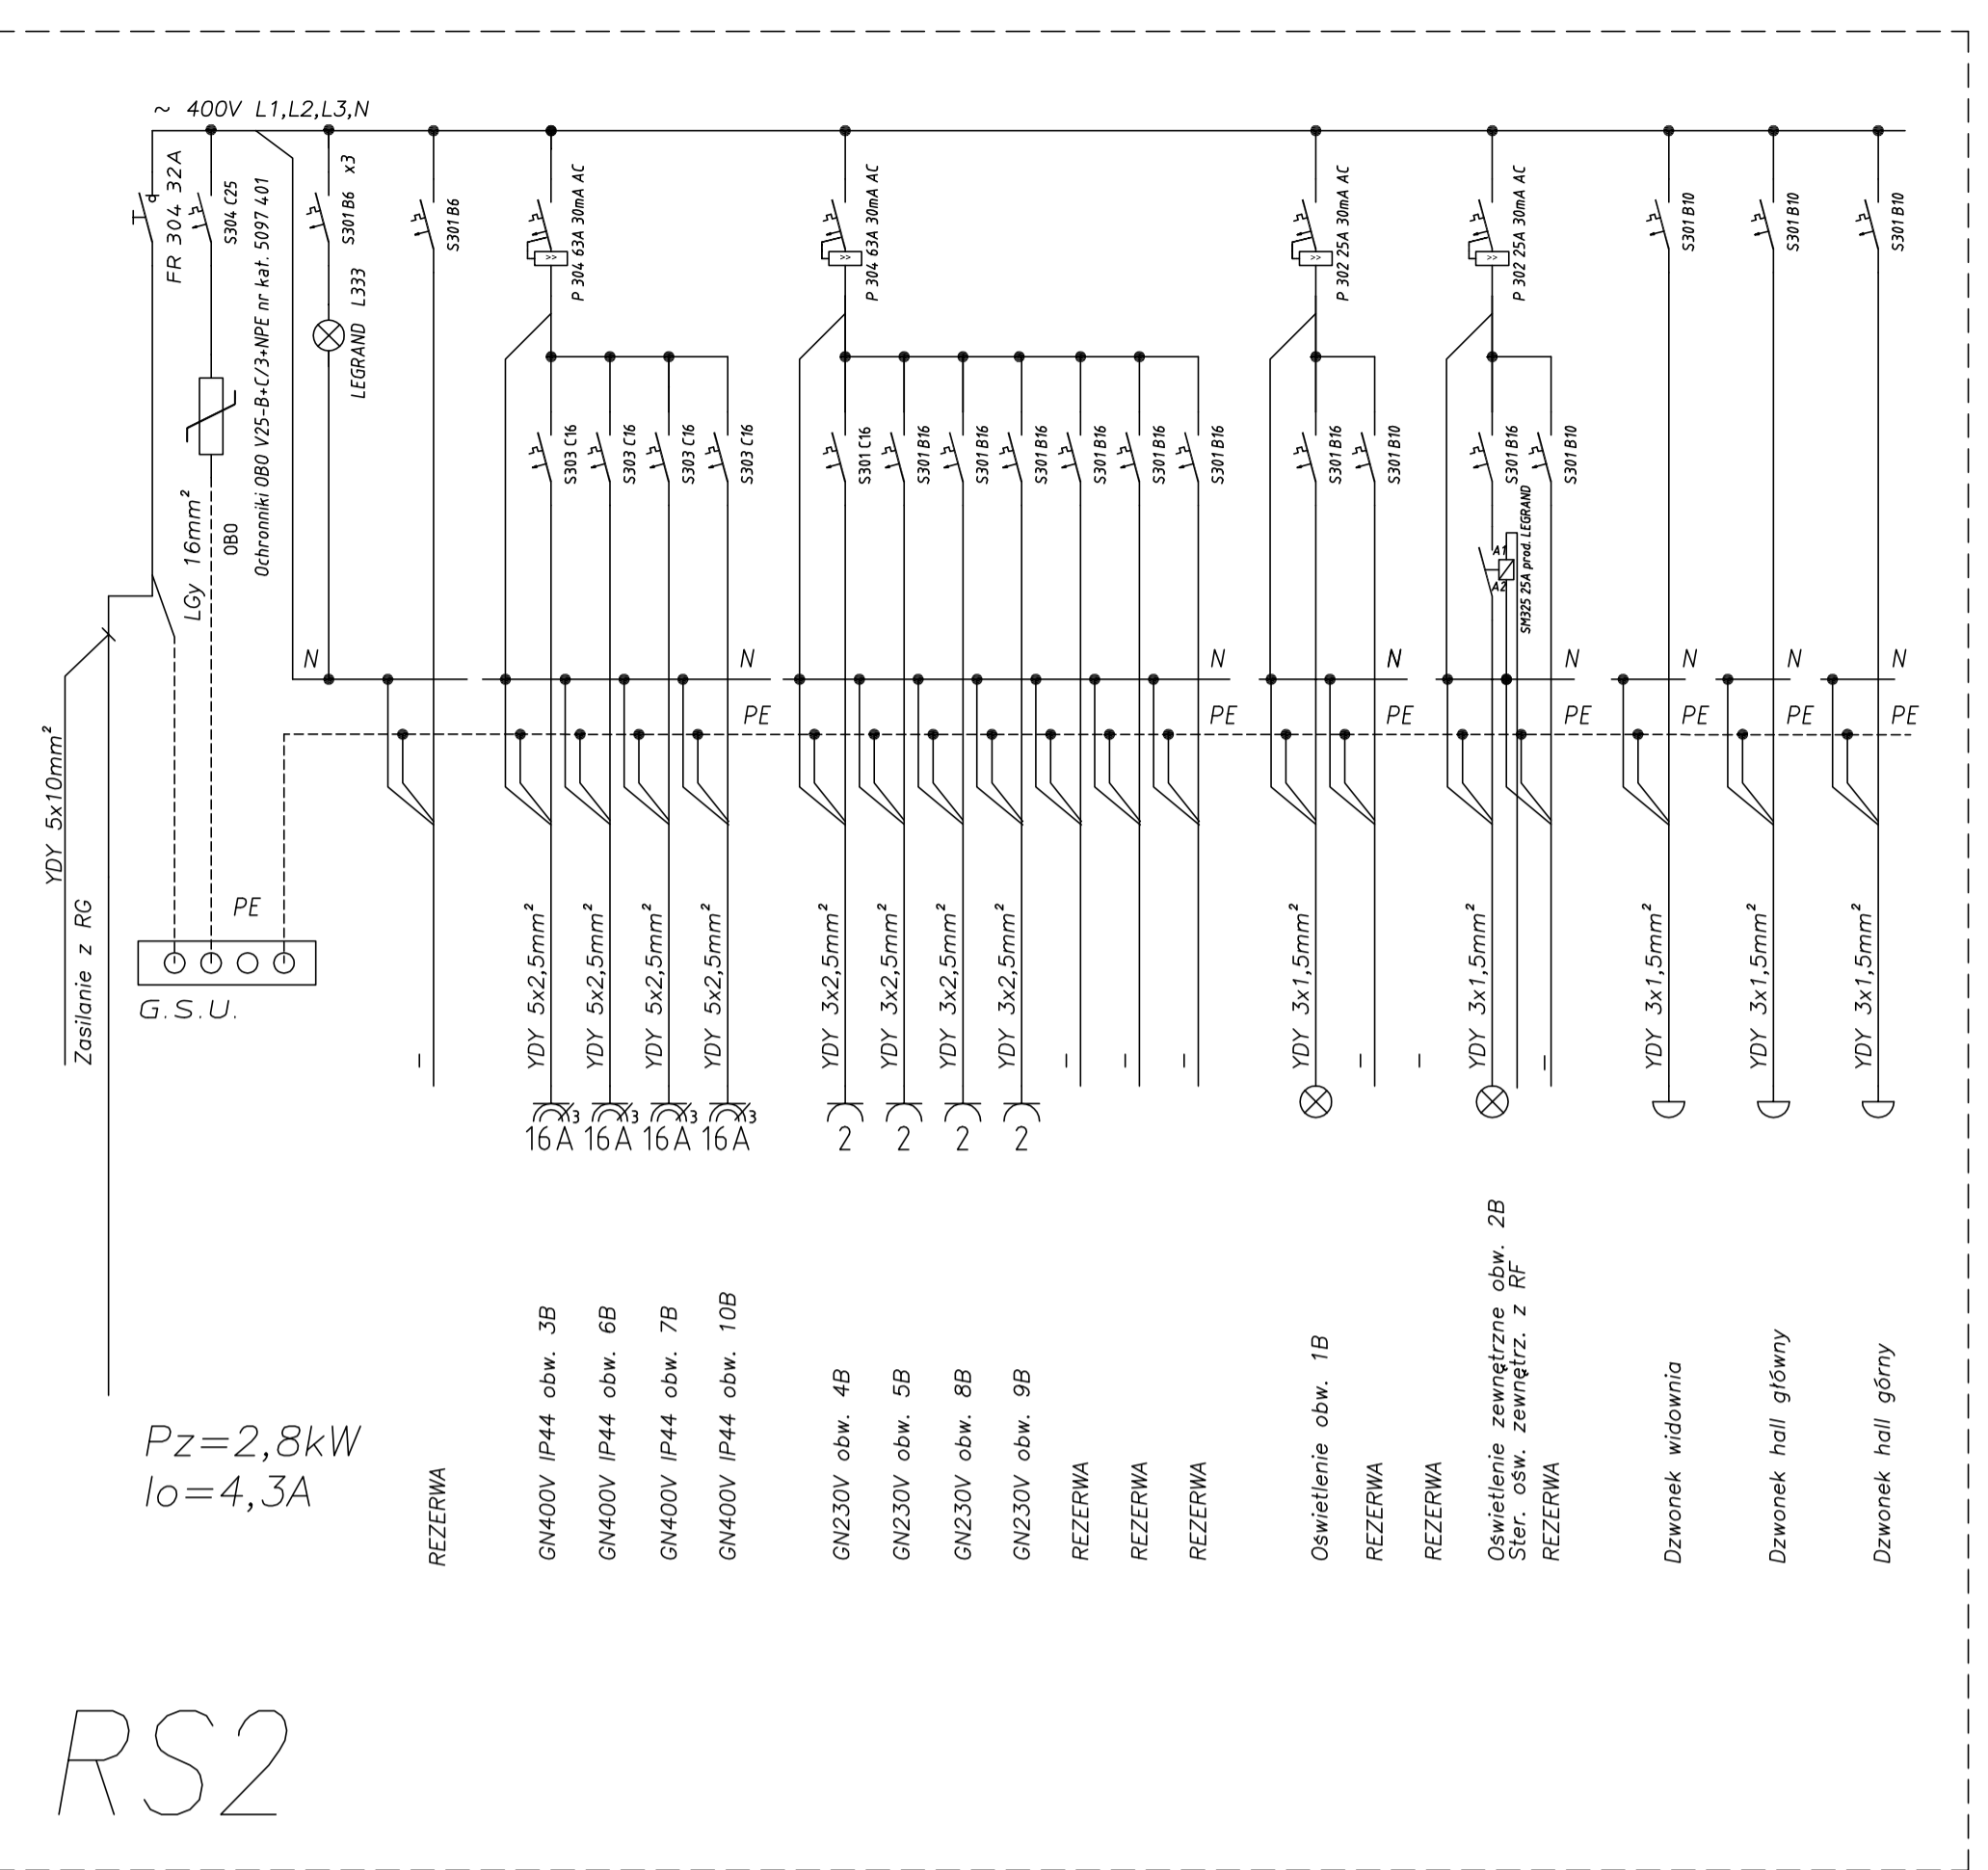 ~ 400V L1,L2,L3,N
FR 304 32A
S304 C25
Ochronniki OBO V25-B+C/3+NPE nr kat. 5097 401
S301 B6 x3
LEGRAND L333
S301 B6
P 304 63A 30mA AC
P 304 63A 30mA AC
P 302 25A 30mA AC
P 302 25A 30mA AC
S301 B10
S301 B10
S301 B10
>>
>>
>>
>>
S303 C16
S303 C16
S303 C16
S303 C16
S301 C16
S301 B16
S301 B16
S301 B16
S301 B16
S301 B16
S301 B16
S301 B16
S301 B10
S301 B16
S301 B10
LGy 16mm²
OBO
A1
A2
SM325 25A prod. LEGRAND
N
N
N
N
N
N
N
N
PE
PE
PE
PE
PE
PE
PE
YDY 5x10mm²
Zasilanie z RG
PE
G.S.U.
YDY 5x2,5mm²
YDY 5x2,5mm²
YDY 5x2,5mm²
YDY 5x2,5mm²
YDY 3x2,5mm²
YDY 3x2,5mm²
YDY 3x2,5mm²
YDY 3x2,5mm²
YDY 3x1,5mm²
YDY 3x1,5mm²
YDY 3x1,5mm²
YDY 3x1,5mm²
YDY 3x1,5mm²
–
–
–
–
–
–
–
3
3
3
3
16A
16A
16A
16A
2
2
2
2
Pz=2,8kW
Io=4,3A
REZERWA
GN400V IP44 obw. 3B
GN400V IP44 obw. 6B
GN400V IP44 obw. 7B
GN400V IP44 obw. 10B
GN230V obw. 4B
GN230V obw. 5B
GN230V obw. 8B
GN230V obw. 9B
REZERWA
REZERWA
REZERWA
Oświetlenie obw. 1B
REZERWA
REZERWA
Oświetlenie zewnętrzne obw. 2B
Ster. ośw. zewnętrz. z RF
REZERWA
Dzwonek widownia
Dzwonek hall główny
Dzwonek hall górny
RS2